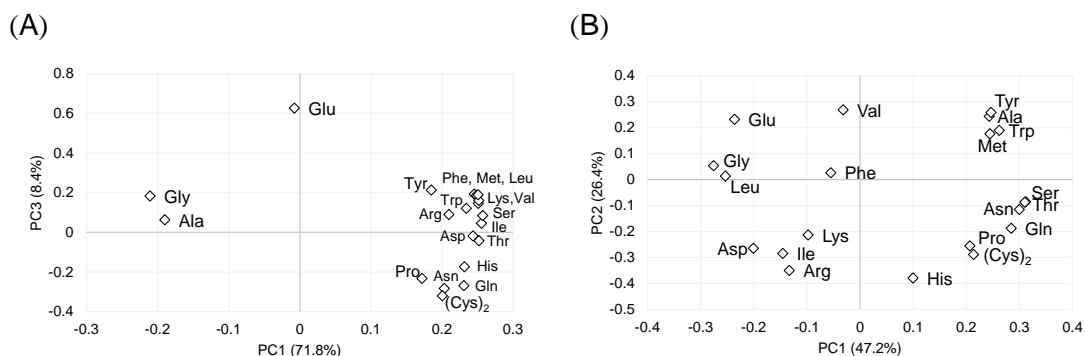 (A)
PC3 (8.4%)
0.8
0.6
0.4
0.2
0
-0.2
-0.4
-0.3
-0.2
-0.1
0
0.1
0.2
0.3
PC1 (71.8%)
Glu
Gly
Ala
Tyr
Phe, Met, Leu
Trp
Lys,Val
Arg
Ser
Ile
Asp
Thr
His
Pro
Asn
Gln
(Cys)2
(B)
PC2 (26.4%)
0.4
0.3
0.2
0.1
0
-0.1
-0.2
-0.3
-0.4
-0.5
-0.4
-0.3
-0.2
-0.1
0
0.1
0.2
0.3
0.4
PC1 (47.2%)
Glu
Val
Tyr
Ala
Trp
Met
Gly
Leu
Phe
Ser
Asn
Thr
Gln
Pro
(Cys)2
Lys
Asp
Ile
Arg
His